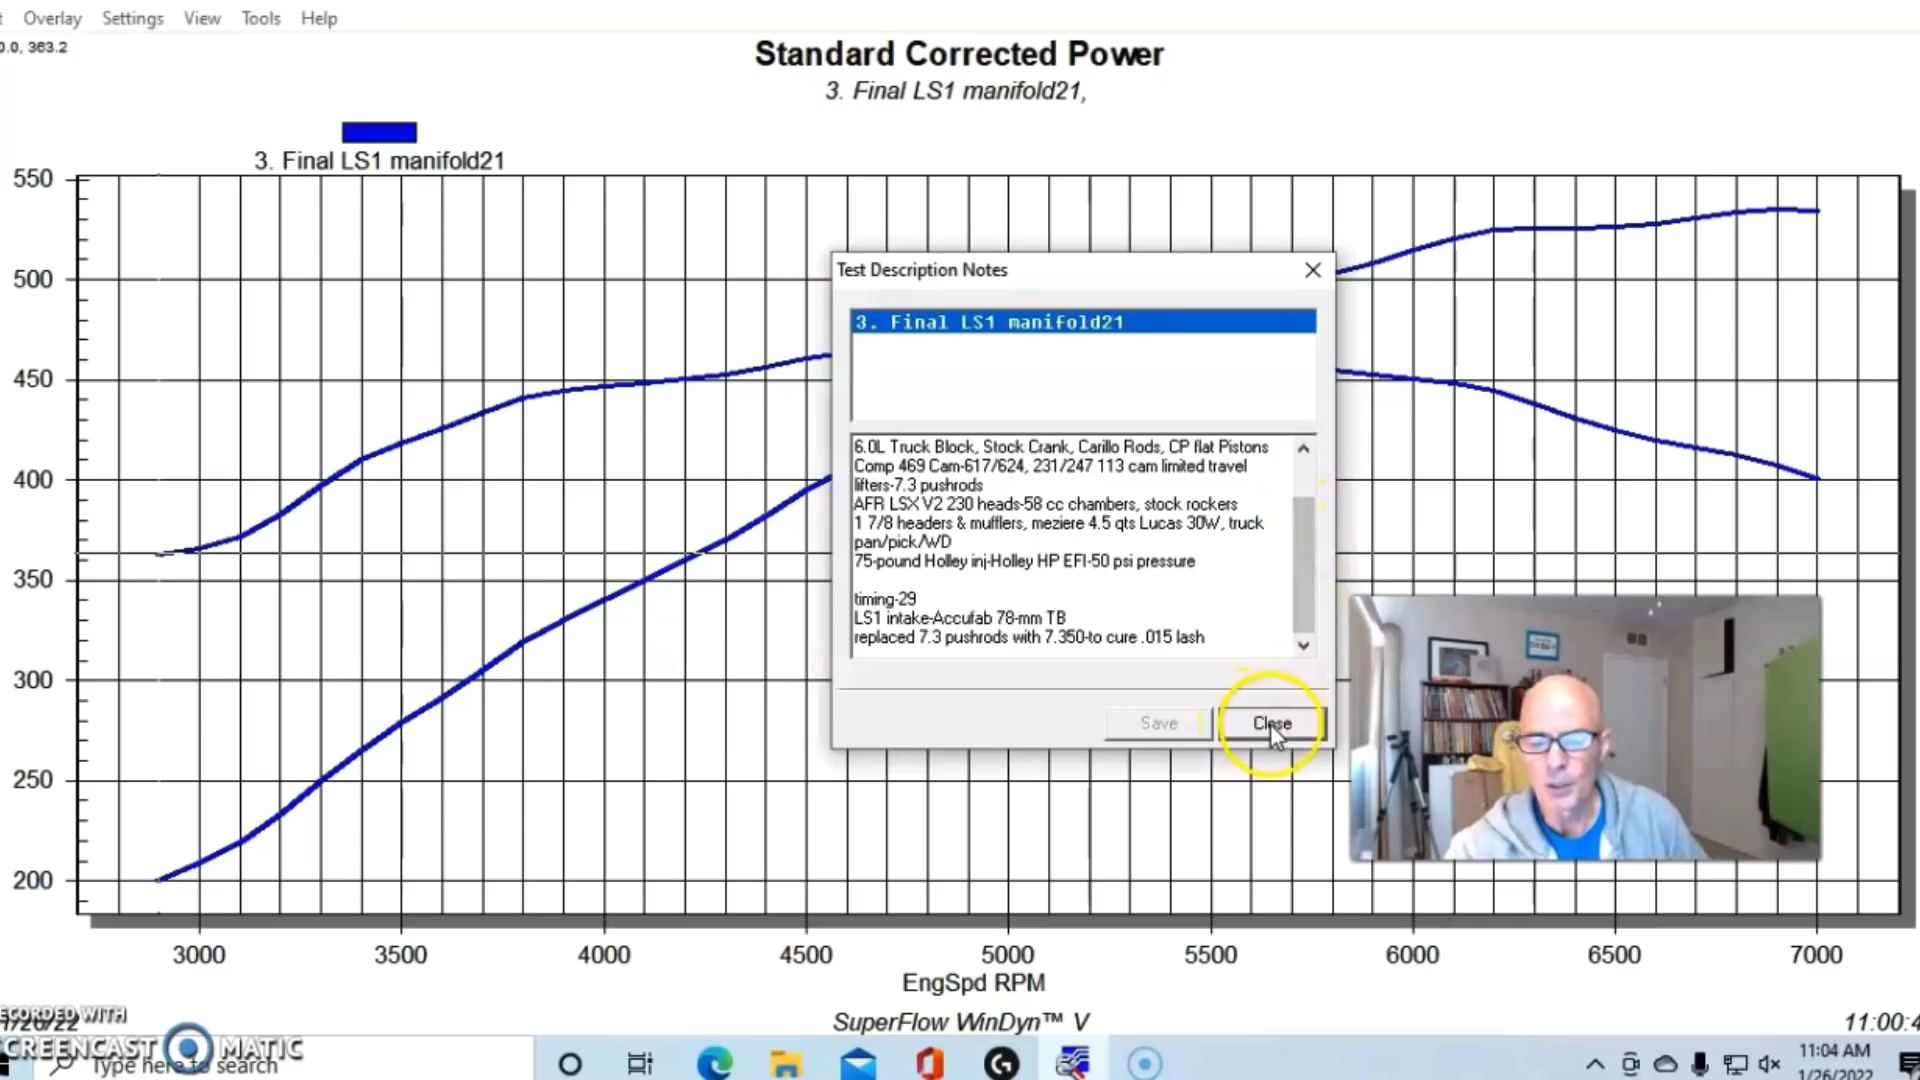 Overlay Settings View Tools Help
0.0, 363.2
Standard Corrected Power
3. Final LS1 manifold21,
3. Final LS1 manifold21
550
500
450
400
350
300
250
200
Test Description Notes
3. Final LS1 manifold21
6.0L Truck Block, Stock Crank, Carillo Rods, CP flat Pistons
Comp 469 Cam-617/624, 231/247 113 cam limited travel
lifters-7.3 pushrods
AFR LSX V2 230 heads-58 cc chambers, stock rockers
1 7/8 headers & mufflers, meziere 4.5 qts Lucas 30W, truck
pan/pick/WD
75-pound Holley inj-Holley HP EFI-50 psi pressure
timing-29
LS1 intake-Accufab 78-mm TB
replaced 7.3 pushrods with 7.350-to cure .015 lash
Save Close
3000 3500 4000 4500 5000 5500 6000 6500 7000
EngSpd RPM
SuperFlow WinDyn™ V
11:00:4
ECORDED WITH
CREENCAST MATIC
Type here to search
11:04 AM
1/26/2022